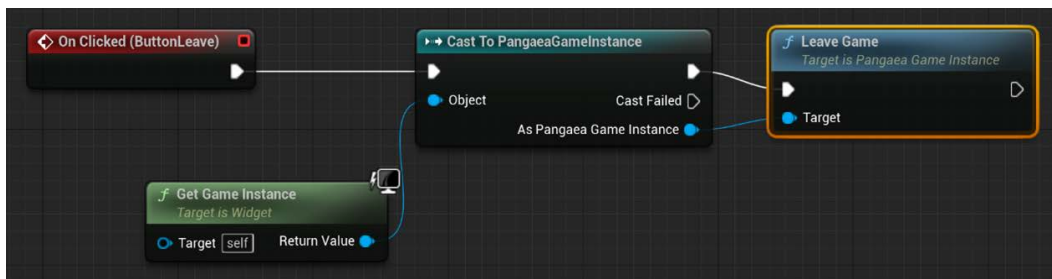 On Clicked (ButtonLeave)
Cast To PangaeaGameInstance
Object
Cast Failed
As Pangaea Game Instance
f Leave Game
Target is Pangaea Game Instance
Target
f Get Game Instance
Target is Widget
Target self
Return Value